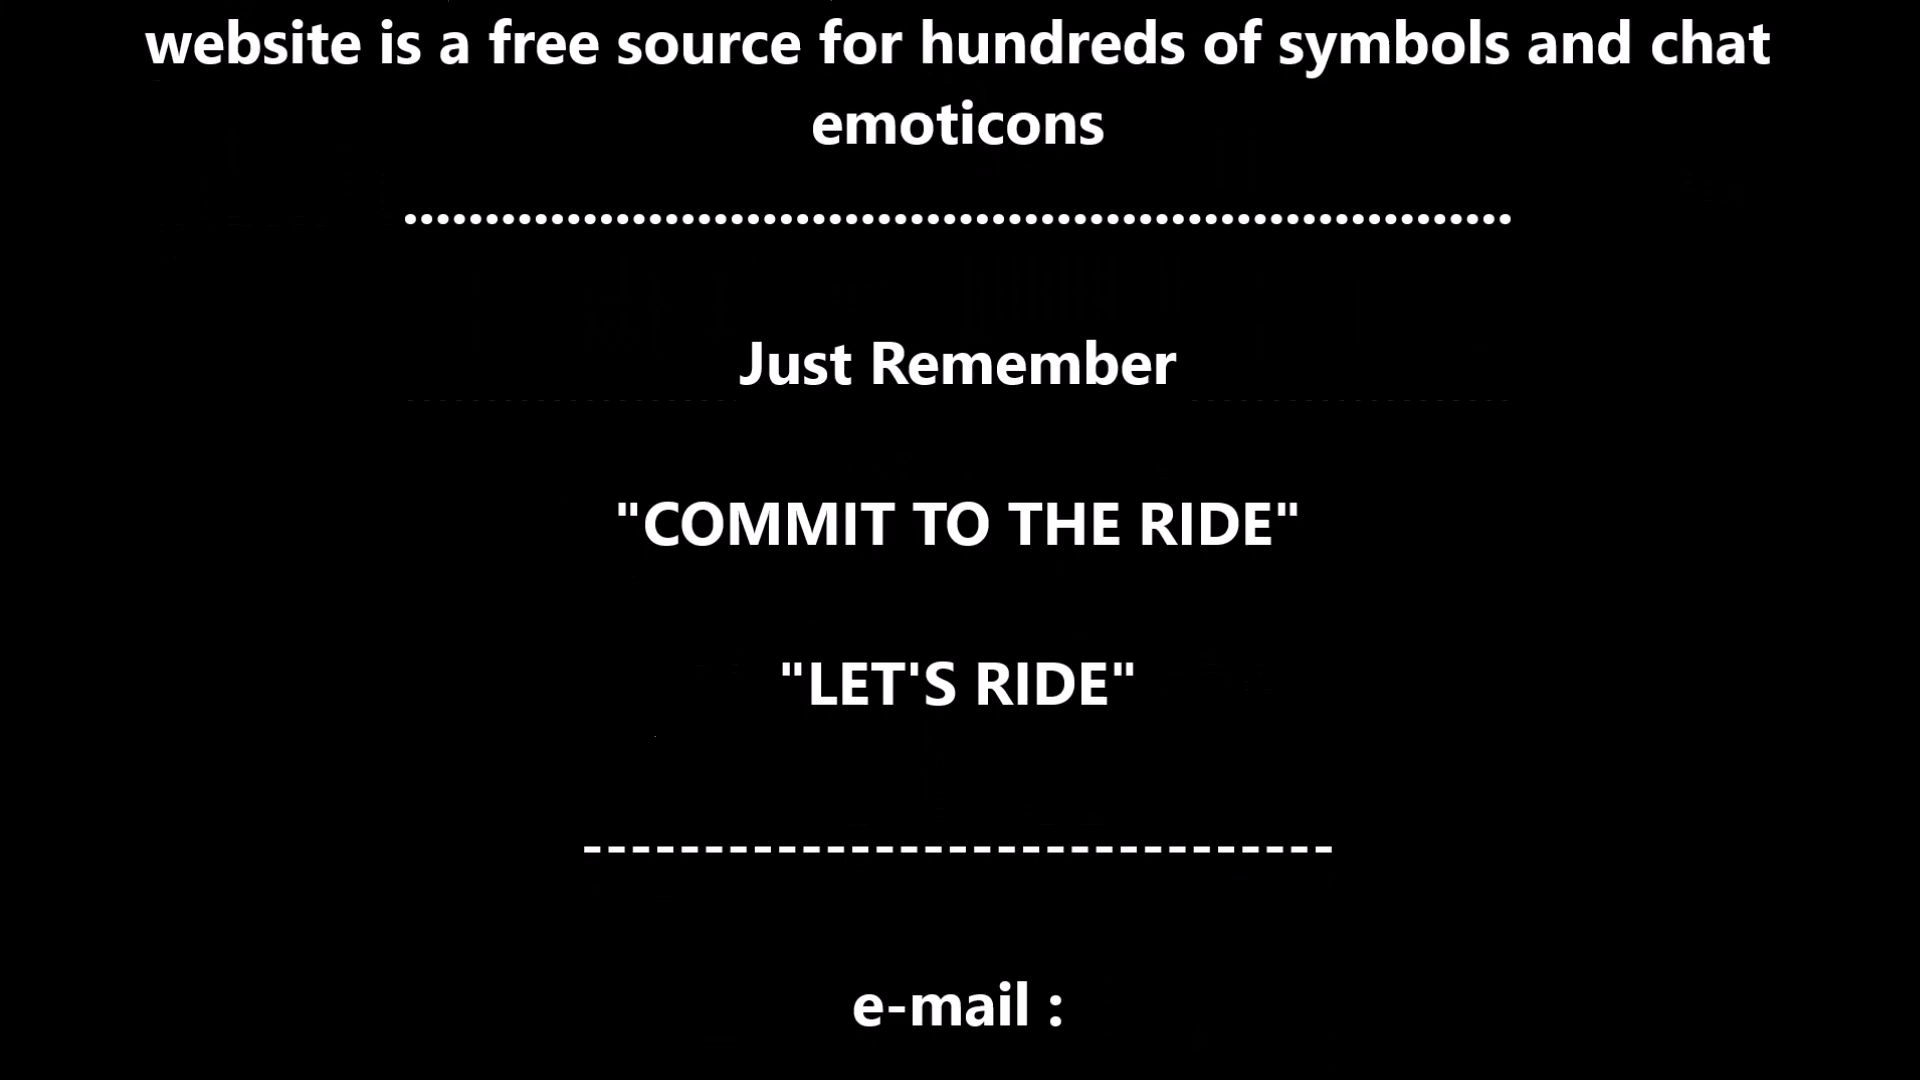 website is a free source for hundreds of symbols and chat
emoticons
....................................................................
Just Remember
"COMMIT TO THE RIDE"
"LET'S RIDE"
-------------------------------
e-mail :